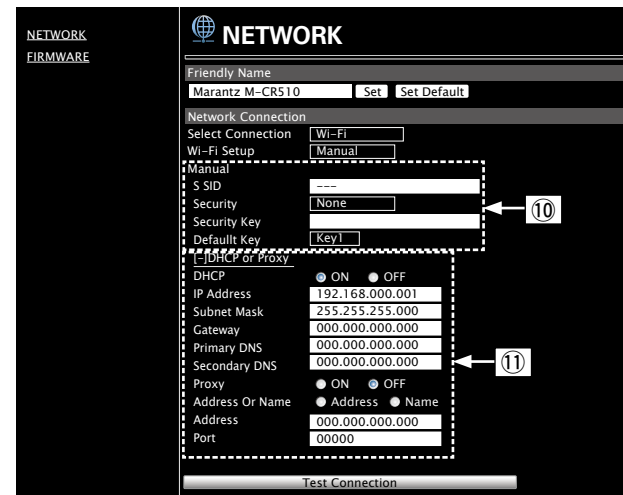 NETWORK
FIRMWARE
NETWORK
Friendly Name
Marantz M-CR510 Set Set Default
Network Connection
Select Connection Wi-Fi
Wi-Fi Setup Manual
Manual
S SID ---
Security None
Security Key
Defaullt Key Key1
⑩
[-]DHCP or Proxy
DHCP ON OFF
IP Address 192.168.000.001
Subnet Mask 255.255.255.000
Gateway 000.000.000.000
Primary DNS 000.000.000.000
Secondary DNS 000.000.000.000
⑪
Proxy ON OFF
Address Or Name Address Name
Address 000.000.000.000
Port 00000
Test Connection